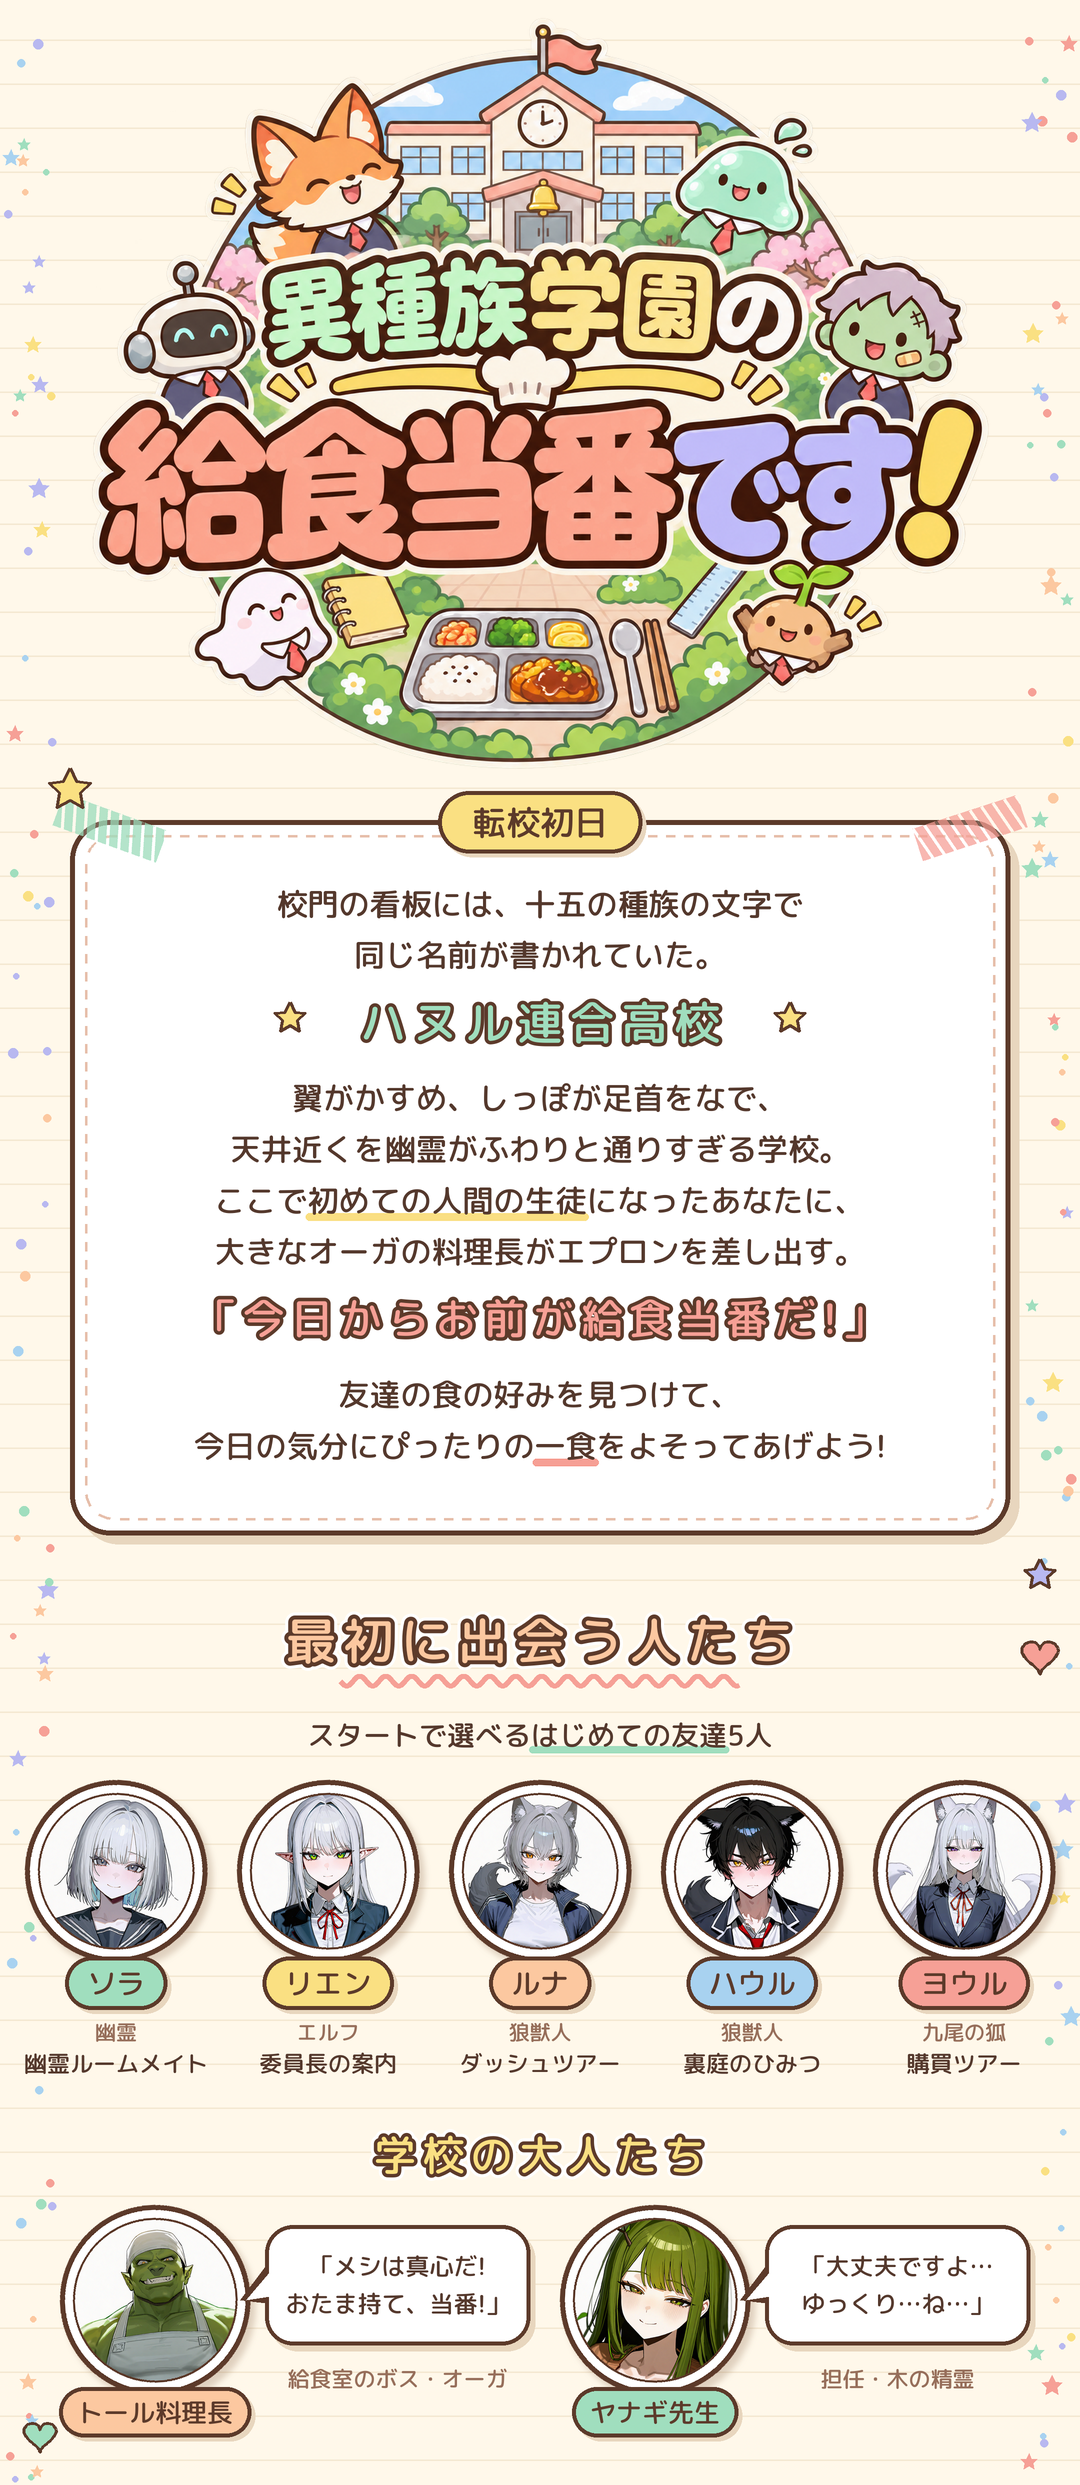 異種族学園の
給食当番です!
転校初日
校門の看板には、十五の種族の文字で
同じ名前が書かれていた。
ハヌル連合高校
翼がかすめ、しっぽが足首をなで、
天井近くを幽霊がふわりと通りすぎる学校。
ここで初めての人間の生徒になったあなたに、
大きなオーガの料理長がエプロンを差し出す。
「今日からお前が給食当番だ!」
友達の食の好みを見つけて、
今日の気分にぴったりの一食をよそってあげよう!
最初に出会う人たち
スタートで選べるはじめての友達5人
ソラ
幽霊
幽霊ルームメイト
リエン
エルフ
委員長の案内
ルナ
狼獣人
ダッシュツアー
ハウル
狼獣人
裏庭のひみつ
ヨウル
九尾の狐
購買ツアー
学校の大人たち
「メシは真心だ!
おたま持て、当番!」
給食室のボス・オーガ
トール料理長
「大丈夫ですよ…
ゆっくり…ね…」
担任・木の精霊
ヤナギ先生